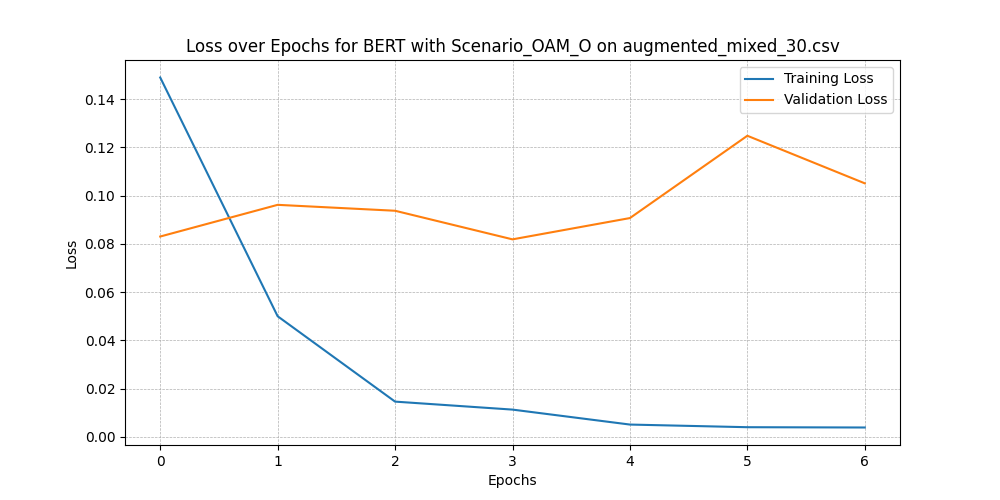 Loss over Epochs for BERT with Scenario_OAM_O on augmented_mixed_30.csv
Training Loss
Validation Loss
0.14
0.12
0.10
0.08
0.06
0.04
0.02
0.00
Loss
0 1 2 3 4 5 6
Epochs